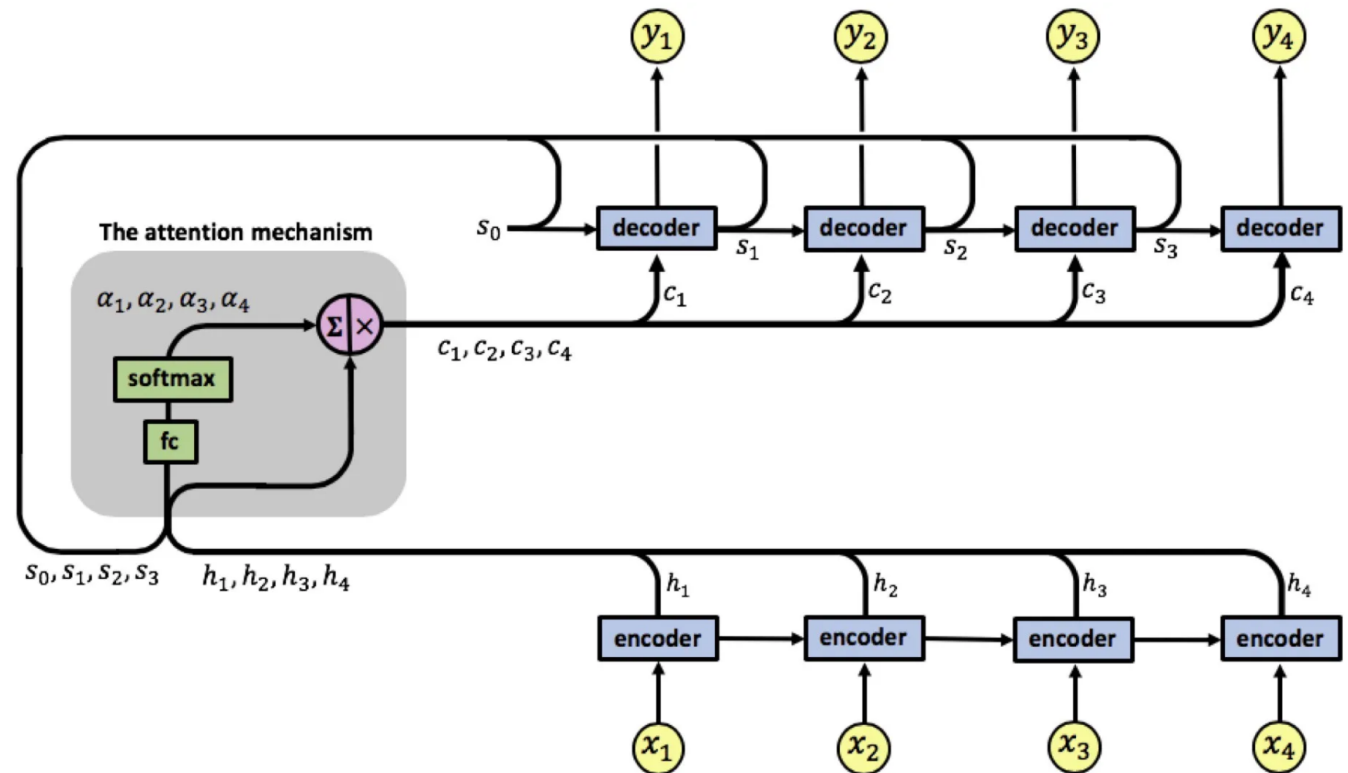 y₁ y₂ y₃ y₄
s₀ decoder s₁ decoder s₂ decoder s₃ decoder
The attention mechanism
α₁, α₂, α₃, α₄
c₁ c₂ c₃ c₄
Σ ×
c₁, c₂, c₃, c₄
softmax
fc
s₀, s₁, s₂, s₃ h₁, h₂, h₃, h₄
h₁ h₂ h₃ h₄
encoder encoder encoder encoder
x₁ x₂ x₃ x₄